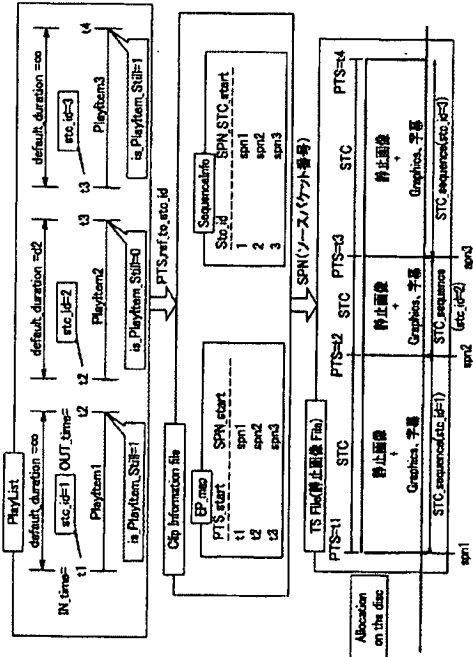 PlayList
default_duration =∞
default_duration =d2
default_duration =∞
IN_time=
stc_id=1
OUT_time=
stc_id=2
stc_id=3
t1
t2
t2
t3
t3
t4
PlayItem1
PlayItem2
PlayItem3
is_PlayItem_Still=1
is_PlayItem_Still=0
is_PlayItem_Still=1
PTS,ref_to_stc_id
Clip Information file
EP_map
PTS_start
SPN_start
t1 spn1
t2 spn2
t3 spn3
SequenceInfo
Stc_id
SPN_STC_start
1 spn1
2 spn2
3 spn3
SPN(ソースパケット番号)
TS File(静止画像 File)
PTS=t1
STC
PTS=t2
STC
PTS=t3
STC
PTS=t4
Allocation
on the disc
静止画像
+
Graphics、字幕
静止画像
+
Graphics、字幕
静止画像
+
Graphics、字幕
STC_sequence(stc_id=1)
STC_sequence
(stc_id=2)
STC_sequence(stc_id=3)
spn1
spn2
spn3